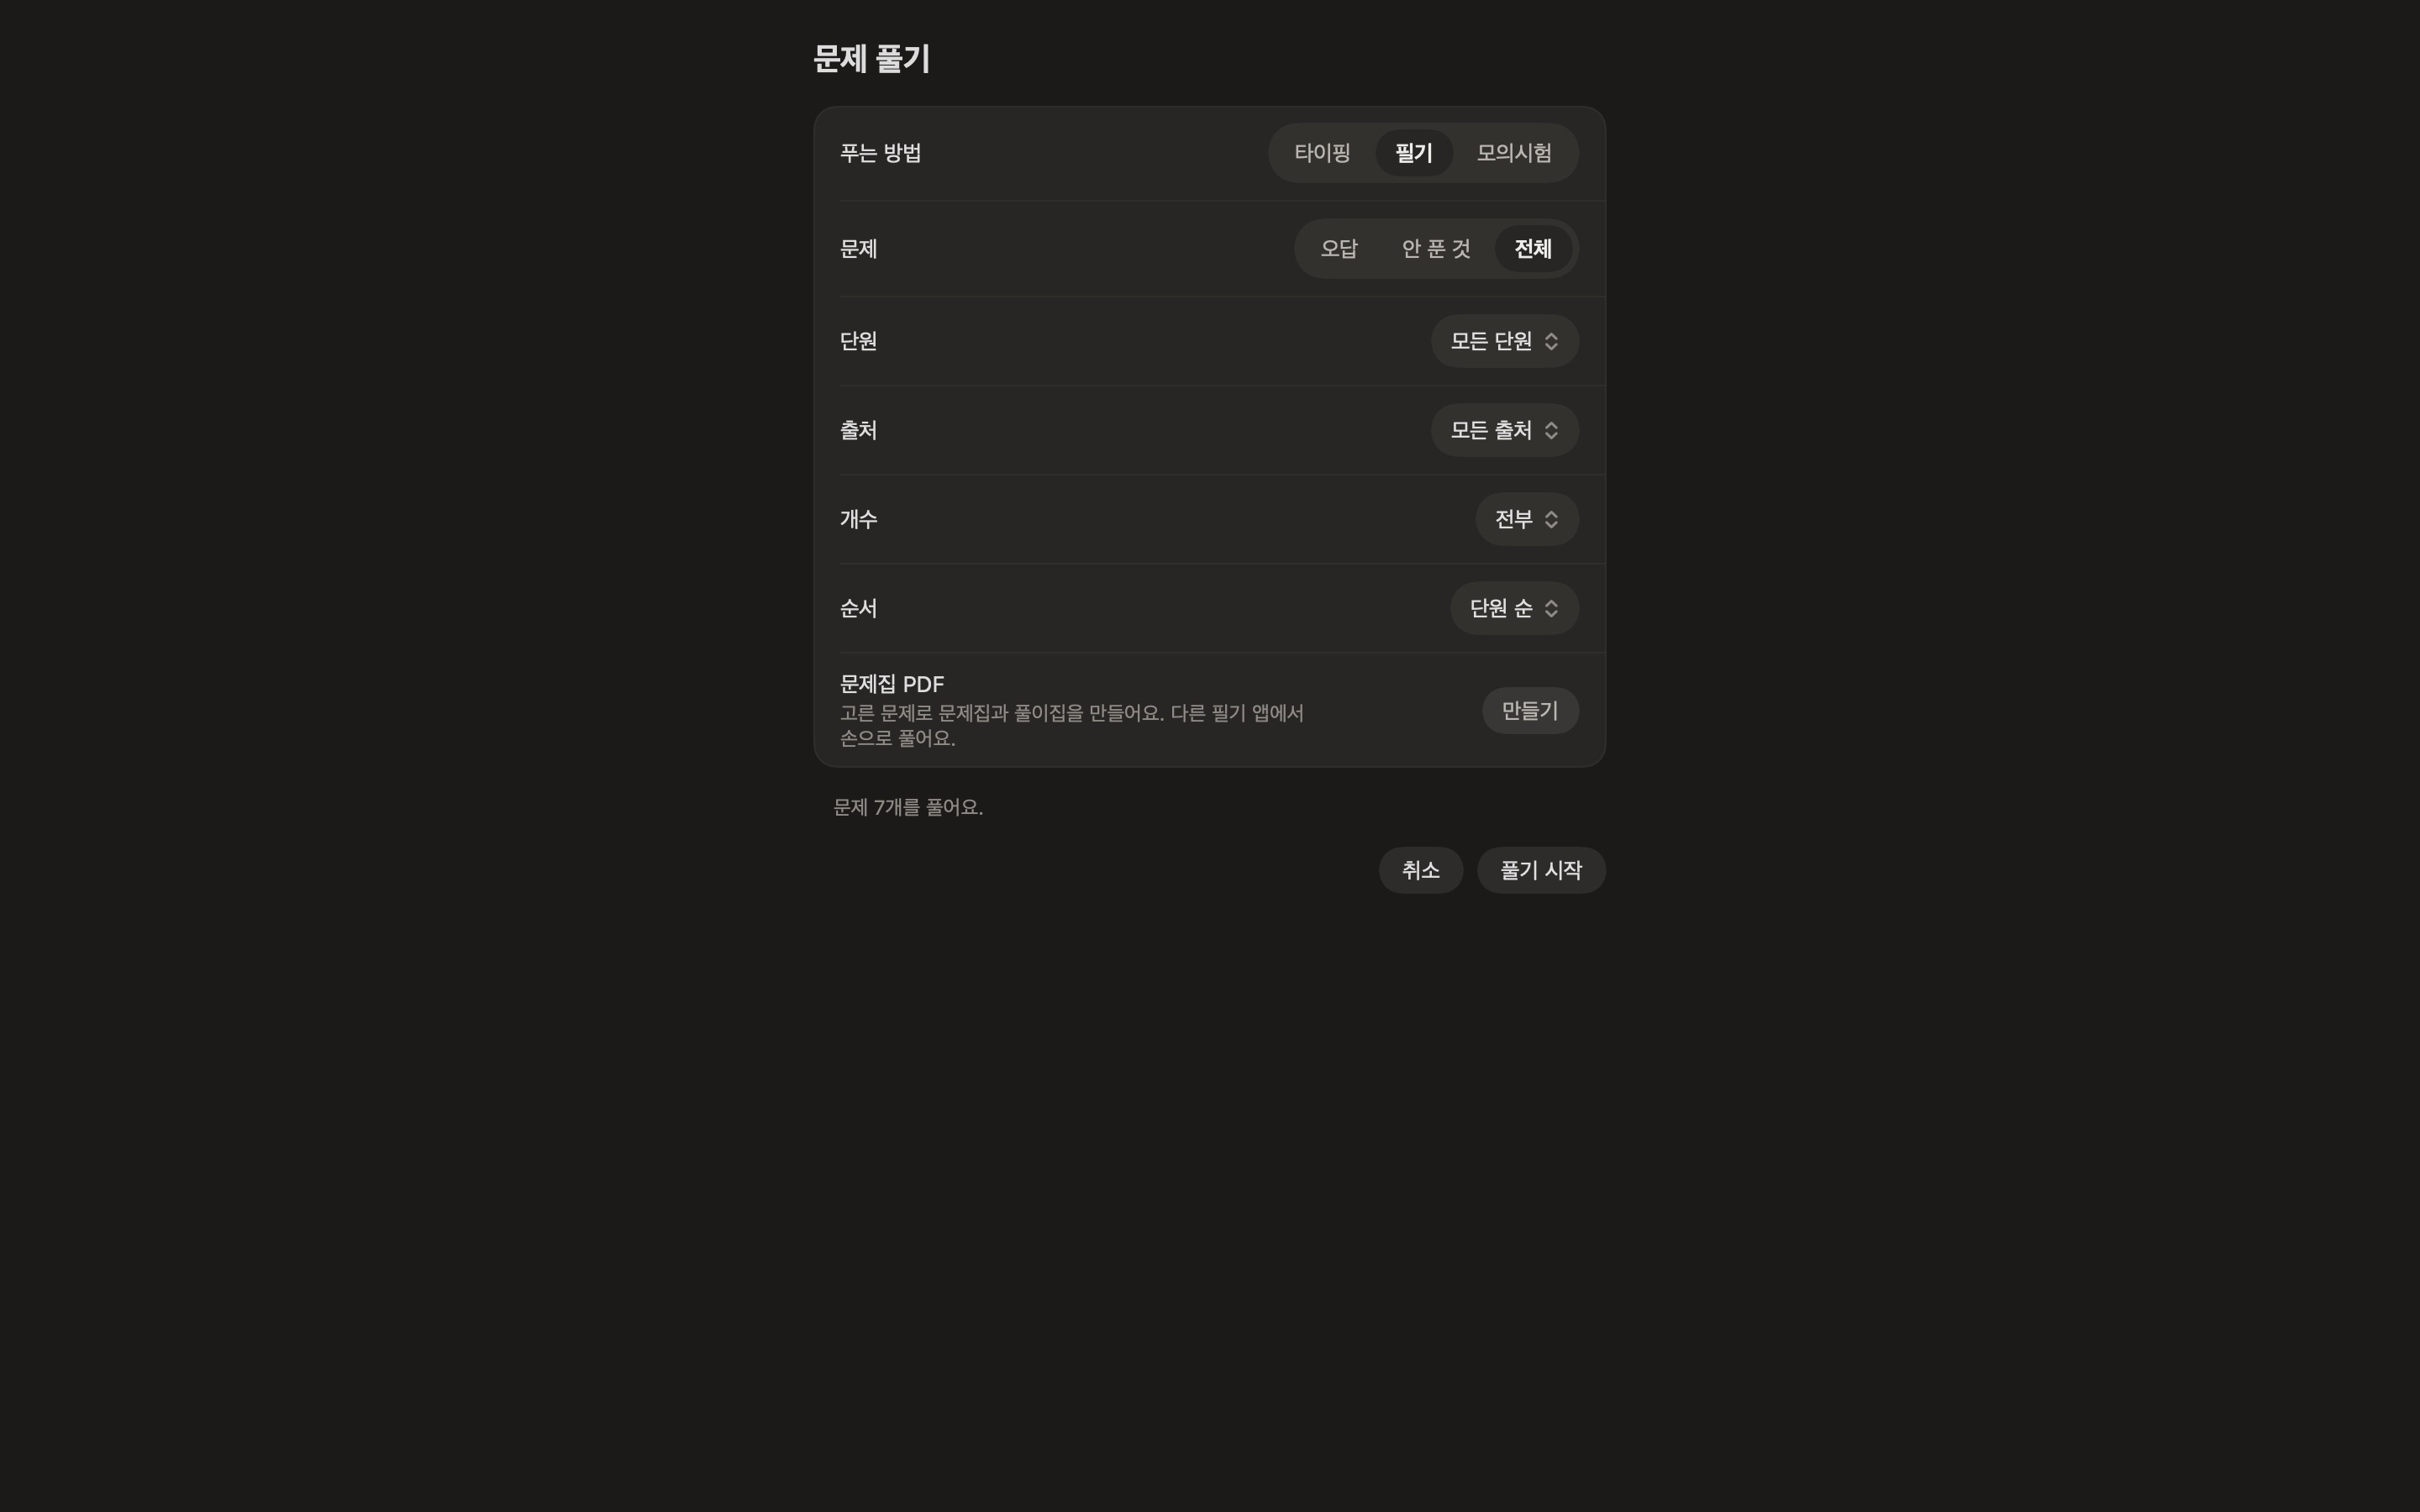 문제 풀기
푸는 방법
타이핑 필기 모의시험
문제
오답 안 푼 것 전체
단원
모든 단원
출처
모든 출처
개수
전부
순서
단원 순
문제집 PDF
고른 문제로 문제집과 풀이집을 만들어요. 다른 필기 앱에서
손으로 풀어요.
만들기
문제 7개를 풀어요.
취소 풀기 시작